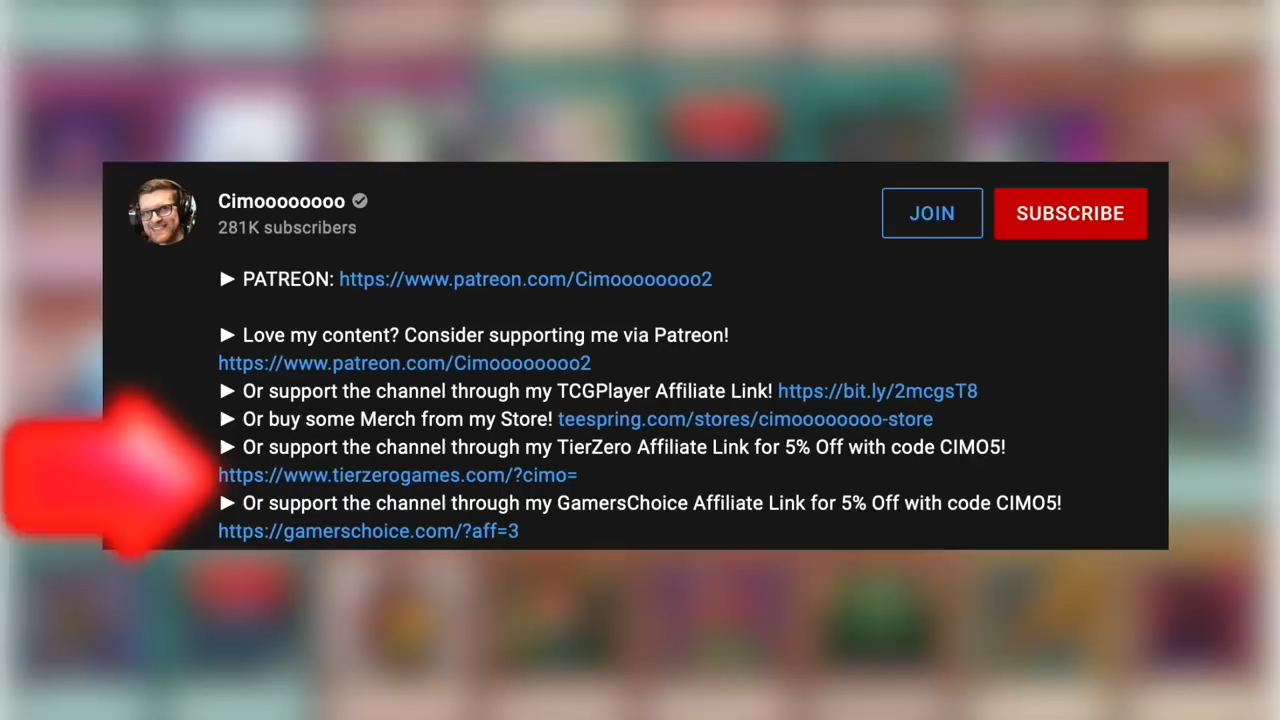 Cimoooooooo
281K subscribers
JOIN
SUBSCRIBE
► PATREON: https://www.patreon.com/Cimoooooooo2
► Love my content? Consider supporting me via Patreon!
https://www.patreon.com/Cimoooooooo2
► Or support the channel through my TCGPlayer Affiliate Link! https://bit.ly/2mcgsT8
► Or buy some Merch from my Store! teespring.com/stores/cimoooooooo-store
► Or support the channel through my TierZero Affiliate Link for 5% Off with code CIMO5!
https://www.tierzerogames.com/?cimo=
► Or support the channel through my GamersChoice Affiliate Link for 5% Off with code CIMO5!
https://gamerschoice.com/?aff=3